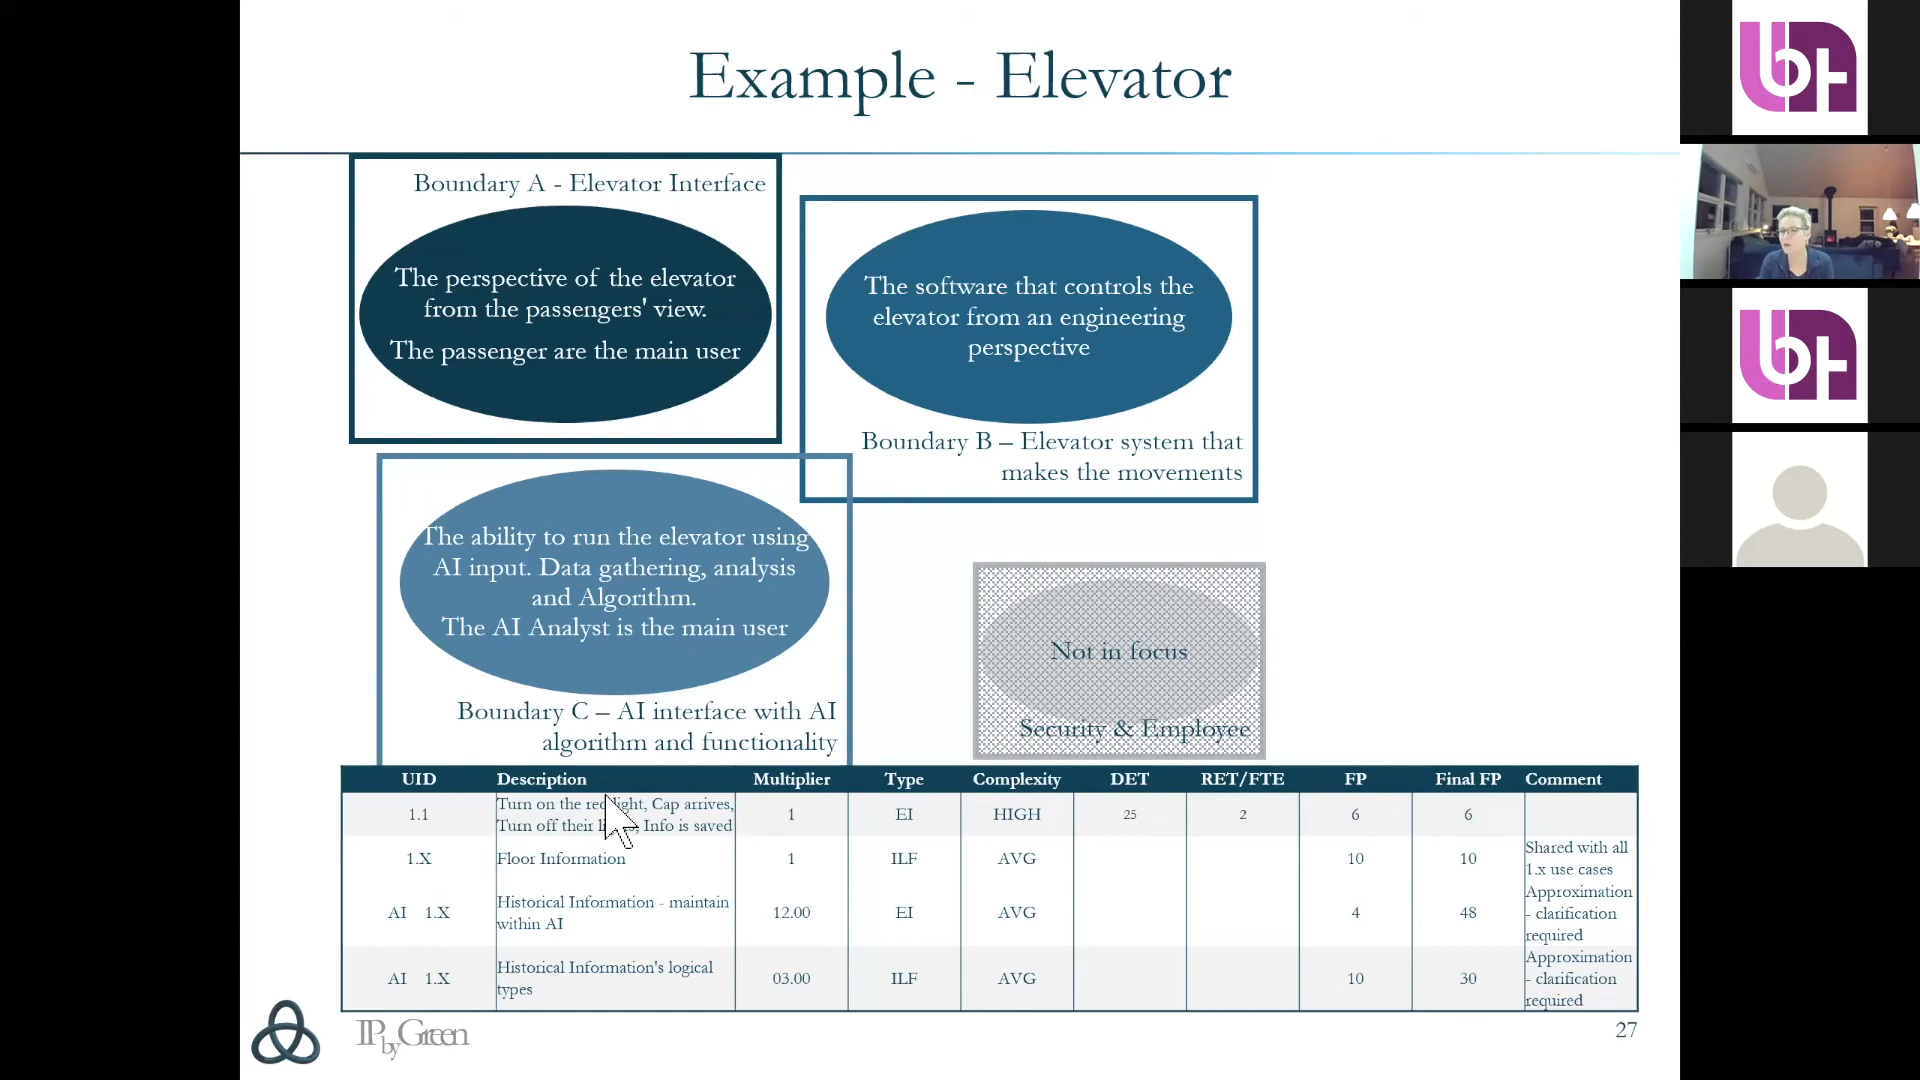 Example - Elevator
Boundary A - Elevator Interface
The perspective of the elevator
from the passengers' view.
The passenger are the main user
The software that controls the
elevator from an engineering
perspective
Boundary B – Elevator system that
makes the movements
The ability to run the elevator using
AI input. Data gathering, analysis
and Algorithm.
The AI Analyst is the main user
Boundary C – AI interface with AI
algorithm and functionality
Not in focus
Security & Employee
UID Description Multiplier Type Complexity DET RET/FTE FP Final FP Comment
1.1 Turn on the red light, Cap arrives, 1 EI HIGH 25 2 6 6
Turn off their Info is saved
1.X Floor Information 1 ILF AVG 10 10 Shared with all
1.x use cases
AI 1.X Historical Information - maintain 12.00 EI AVG 4 48 Approximation
within AI - clarification
required
AI 1.X Historical Information's logical 03.00 ILF AVG 10 30 Approximation
types - clarification
required
IP by Green
27